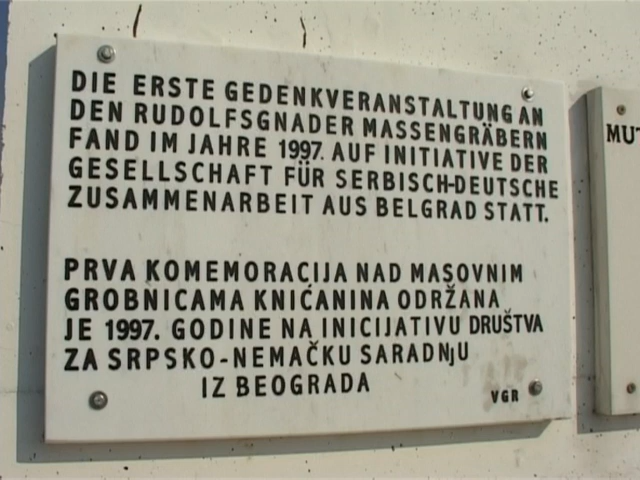 DIE ERSTE GEDENKVERANSTALTUNG AN
DEN RUDOLFSGNADER MASSENGRÄBERN
FAND IM JAHRE 1997. AUF INITIATIVE DER
GESELLSCHAFT FÜR SERBISCH-DEUTSCHE
ZUSAMMENARBEIT AUS BELGRAD STATT.
PRVA KOMEMORACIJA NAD MASOVNIM
GROBNICAMA KNIĆANINA ODRŽANA
JE 1997. GODINE NA INICIJATIVU DRUŠTVA
ZA SRPSKO-NEMAČKU SARADNjU
IZ BEOGRADA
VGR